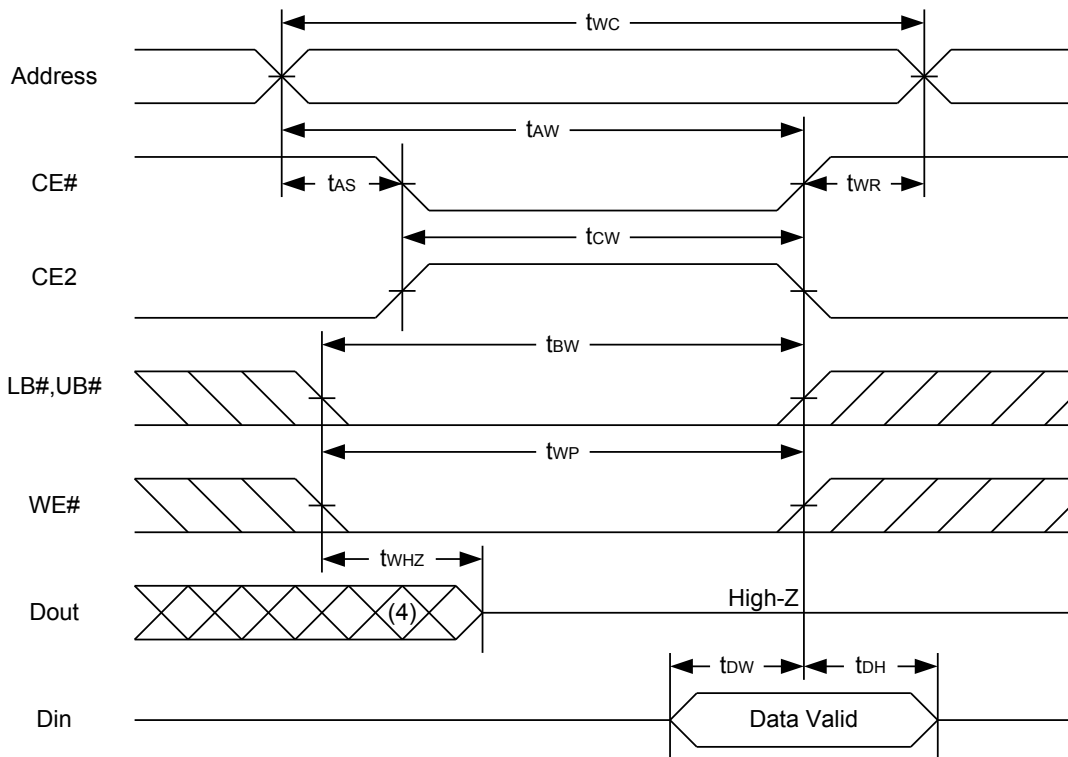 tWC
Address
tAW
CE#
tAS
tWR
tCW
CE2
tBW
LB#,UB#
tWP
WE#
tWHZ
Dout
(4)
High-Z
tDW
tDH
Din
Data Valid